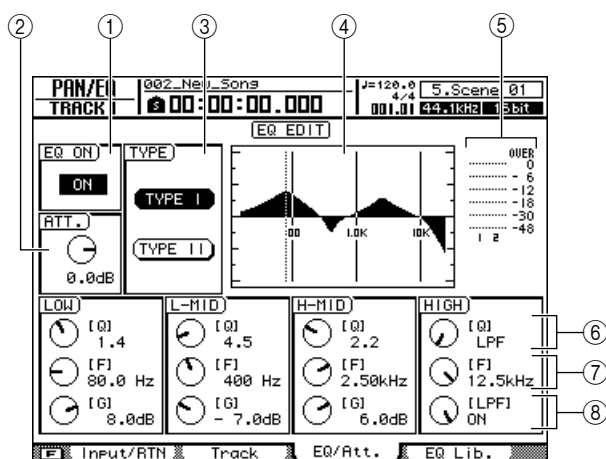 ② ① ③ ④ ⑤
PAN/EQ
TRACK
002_New_Song
S 00:00:00.000
♩=120.0
4/4
001.01
5.Scene 01
44.1kHz 16bit
EQ EDIT
EQ ON
ON
ATT.
0.0dB
TYPE
TYPE I
TYPE II
00 1.0K 10K
OVER
0
- 6
-12
-18
-30
-48
1 2
LOW
[Q]
1.4
[F]
80.0 Hz
[G]
8.0dB
L-MID
[Q]
4.5
[F]
400 Hz
[G]
- 7.0dB
H-MID
[Q]
2.2
[F]
2.50kHz
[G]
6.0dB
HIGH
[Q]
LPF
[F]
12.5kHz
[LPF]
ON
⑥
⑦
⑧
F Input/RTN Track EQ/Att. EQ Lib.